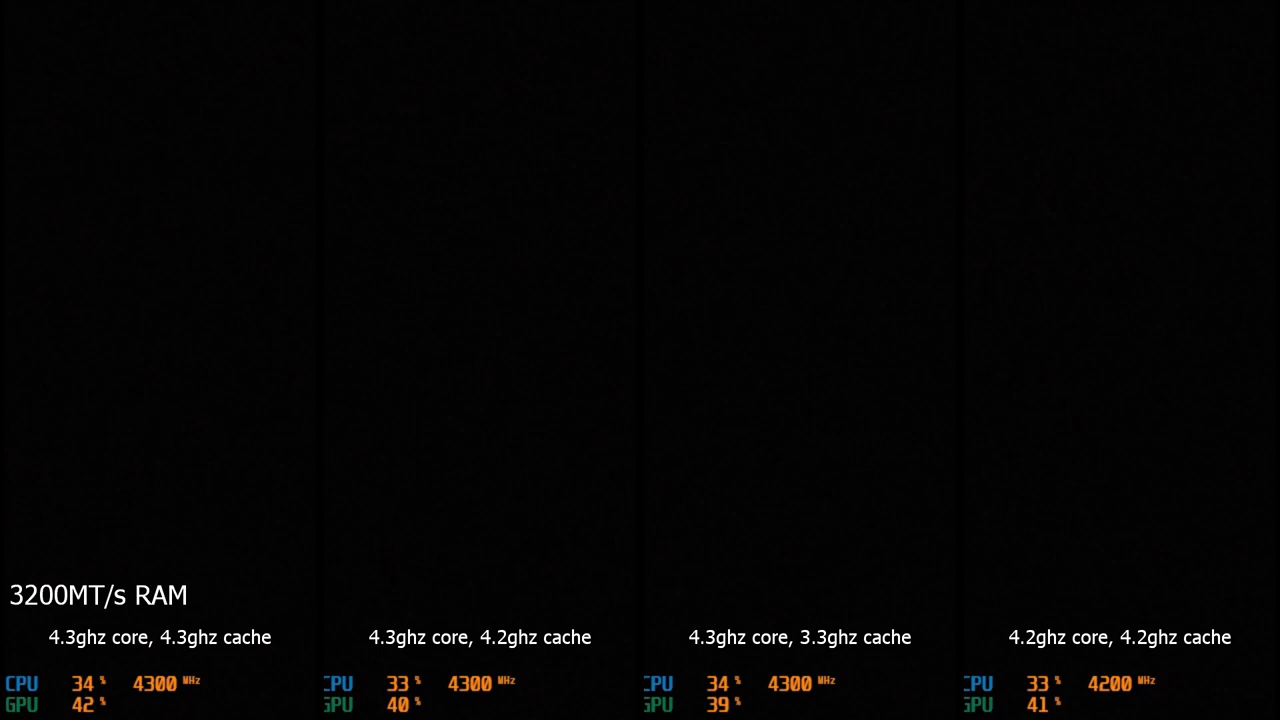 3200MT/s RAM
4.3ghz core, 4.3ghz cache
4.3ghz core, 4.2ghz cache
4.3ghz core, 3.3ghz cache
4.2ghz core, 4.2ghz cache
CPU 34 % 4300 MHz
GPU 42 %
CPU 33 % 4300 MHz
GPU 40 %
CPU 34 % 4300 MHz
GPU 39 %
CPU 33 % 4200 MHz
GPU 41 %